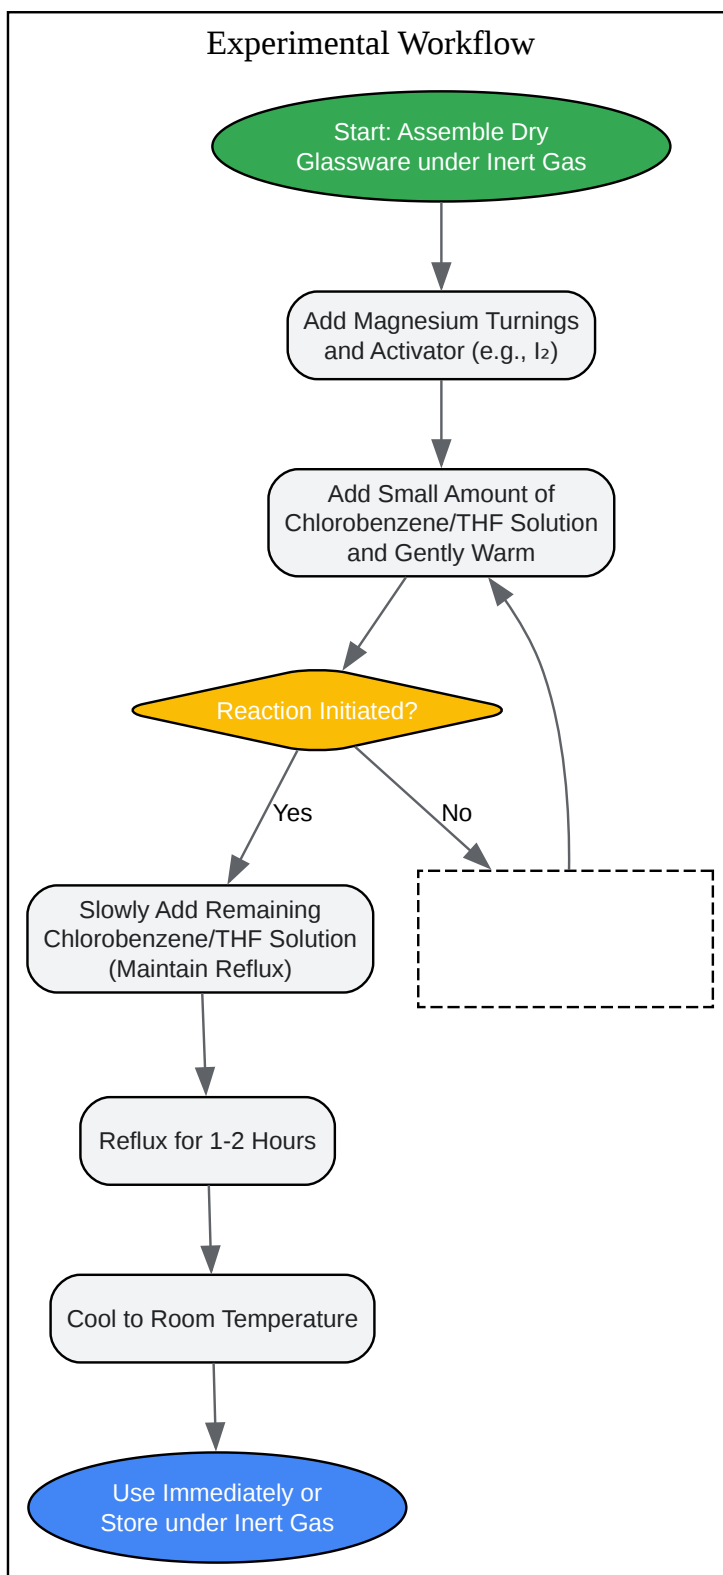 Experimental Workflow
Start: Assemble Dry
Glassware under Inert Gas
Add Magnesium Turnings
and Activator (e.g., I₂)
Add Small Amount of
Chlorobenzene/THF Solution
and Gently Warm
Reaction Initiated?
Yes
No
Slowly Add Remaining
Chlorobenzene/THF Solution
(Maintain Reflux)
Reflux for 1-2 Hours
Cool to Room Temperature
Use Immediately or
Store under Inert Gas